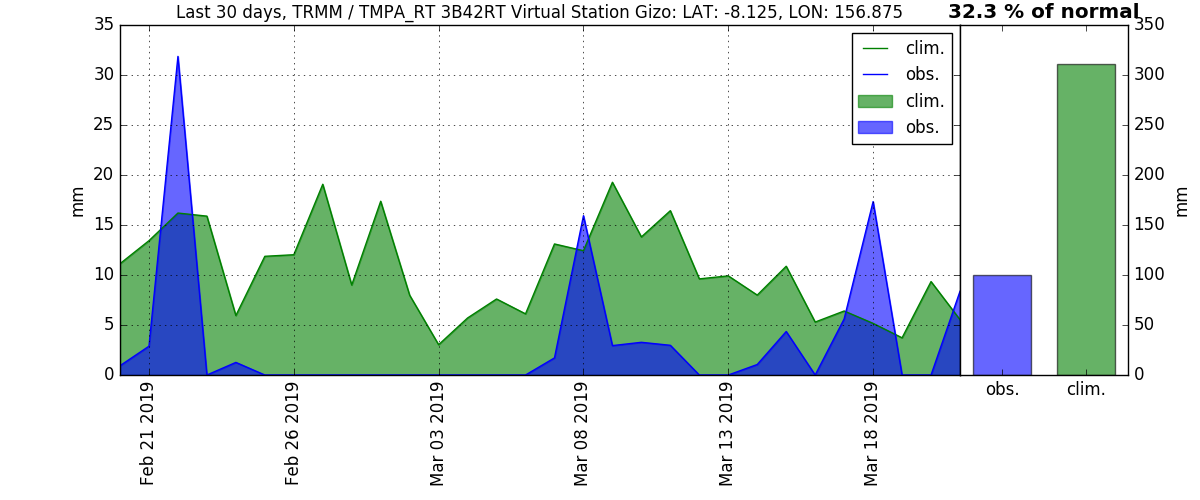 Last 30 days, TRMM / TMPA_RT 3B42RT Virtual Station Gizo: LAT: -8.125, LON: 156.875
32.3 % of normal
35
30
25
20
15
10
5
0
mm
clim.
obs.
clim.
obs.
Feb 21 2019
Feb 26 2019
Mar 03 2019
Mar 08 2019
Mar 13 2019
Mar 18 2019
350
300
250
200
150
100
50
0
mm
obs.
clim.